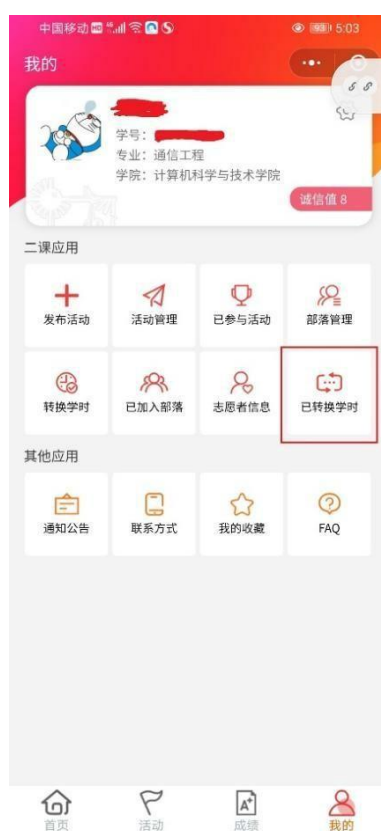 中国移动 HD 5:03
我的
学号：
专业：通信工程
学院：计算机科学与技术学院
诚信值 8
二课应用
发布活动 活动管理 已参与活动 部落管理
转换学时 已加入部落 志愿者信息 已转换学时
其他应用
通知公告 联系方式 我的收藏 FAQ
首页 活动 成绩 我的